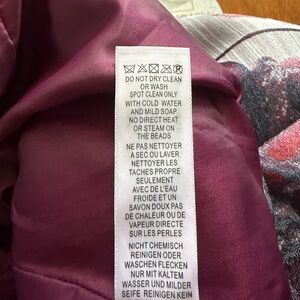 DO NOT DRY CLEAN
OR WASH
SPOT CLEAN ONLY
WITH COLD WATER
AND MILD SOAP
NO DIRECT HEAT
OR STEAM ON
THE BEADS
NE PAS NETTOYER
A SEC OU LAVER
NETTOYER LES
TACHES PROPRE
SEULEMENT
AVEC DE L'EAU
FROIDE ET UN
SAVON DOUX PAS
DE CHALEUR OU DE
VAPEUR DIRECTE
SUR LES PERLES
NICHT CHEMISCH
REINIGEN ODER
WASCHEN FLECKEN
NUR MIT KALTEM
WASSER UND MILDER
SEIFE REINIGEN KEIN